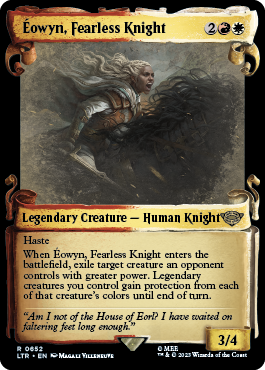 Éowyn, Fearless Knight 2
Legendary Creature — Human Knight
Haste
When Éowyn, Fearless Knight enters the
battlefield, exile target creature an opponent
controls with greater power. Legendary
creatures you control gain protection from each
of that creature's colors until end of turn.
"Am I not of the House of Eorl? I have waited on
faltering feet long enough."
3/4
R 0652
LTR • EN Magali Villeneuve
© MEE
™ & © 2023 Wizards of the Coast